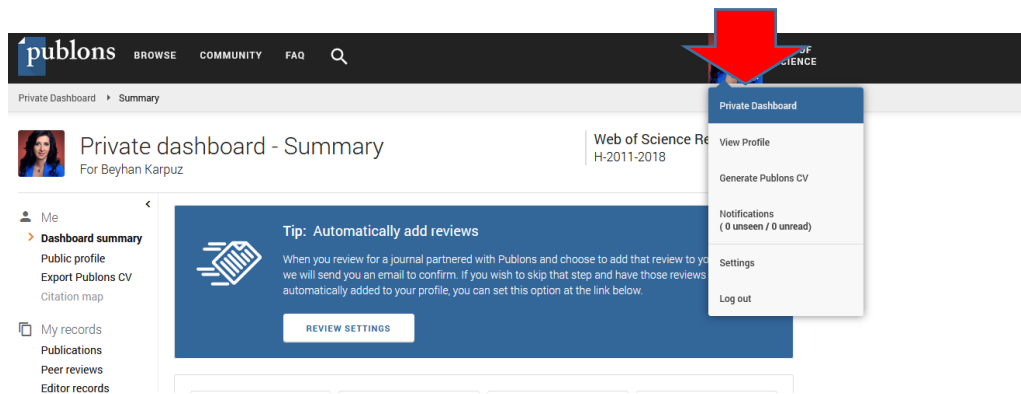 publons BROWSE COMMUNITY FAQ
OF
SCIENCE
Private Dashboard Summary
Private dashboard - Summary
For Beyhan Karpuz
Web of Science Re
H-2011-2018
Private Dashboard
View Profile
Generate Publons CV
Notifications
( 0 unseen / 0 unread)
Settings
Log out
Me
Dashboard summary
Public profile
Export Publons CV
Citation map
My records
Publications
Peer reviews
Editor records
Tip: Automatically add reviews
When you review for a journal partnered with Publons and choose to add that review to yo
we will send you an email to confirm. If you wish to skip that step and have those reviews
automatically added to your profile, you can set this option at the link below.
REVIEW SETTINGS